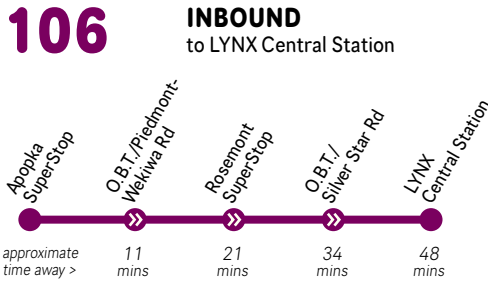 106
INBOUND
to LYNX Central Station
Apopka
SuperStop
O.B.T./Piedmont-
Wekiwa Rd
Rosemont
SuperStop
O.B.T./
Silver Star Rd
LYNX
Central Station
approximate
time away >
11
mins
21
mins
34
mins
48
mins